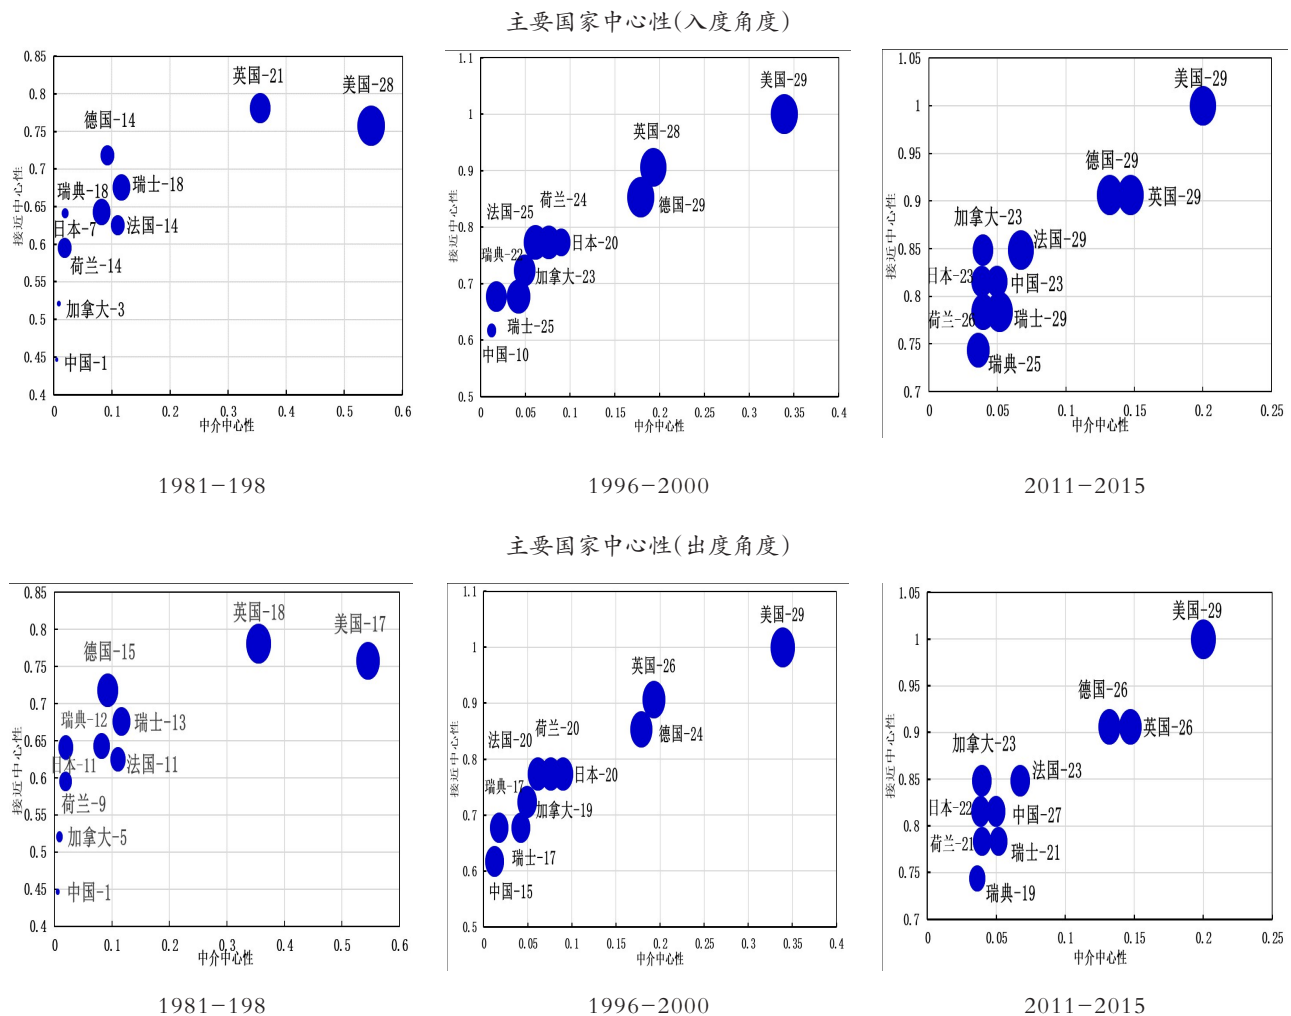 主要国家中心性(入度角度)
0.85
0.8
0.75
0.7
0.65
0.6
0.55
0.5
0.45
0.4
接近中心性
英国-21
美国-28
德国-14
瑞士-18
瑞典-18
日本-7
法国-14
荷兰-14
加拿大-3
中国-1
0 0.1 0.2 0.3 0.4 0.5 0.6
中介中心性
1.1
1
0.9
0.8
0.7
0.6
0.5
接近中心性
美国-29
英国-28
德国-29
荷兰-24
法国-25
日本-20
瑞典-22
加拿大-23
瑞士-25
中国-10
0 0.05 0.1 0.15 0.2 0.25 0.3 0.35 0.4
中介中心性
1.05
1
0.95
0.9
0.85
0.8
0.75
0.7
接近中心性
美国-29
德国-29
英国-29
加拿大-23
法国-29
日本-23
中国-23
荷兰-26
瑞士-29
瑞典-25
0 0.05 0.1 0.15 0.2 0.25
中介中心性
1981-198 1996-2000 2011-2015
主要国家中心性(出度角度)
0.85
0.8
0.75
0.7
0.65
0.6
0.55
0.5
0.45
0.4
接近中心性
英国-18
美国-17
德国-15
瑞典-12
瑞士-13
日本-11
法国-11
荷兰-9
加拿大-5
中国-1
0 0.1 0.2 0.3 0.4 0.5 0.6
中介中心性
1.1
1
0.9
0.8
0.7
0.6
0.5
接近中心性
美国-29
英国-26
德国-24
荷兰-20
法国-20
日本-20
瑞典-17
加拿大-19
瑞士-17
中国-15
0 0.05 0.1 0.15 0.2 0.25 0.3 0.35 0.4
中介中心性
1.05
1
0.95
0.9
0.85
0.8
0.75
0.7
接近中心性
美国-29
德国-26
英国-26
加拿大-23
法国-23
日本-22
中国-27
荷兰-21
瑞士-21
瑞典-19
0 0.05 0.1 0.15 0.2 0.25
中介中心性
1981-198 1996-2000 2011-2015